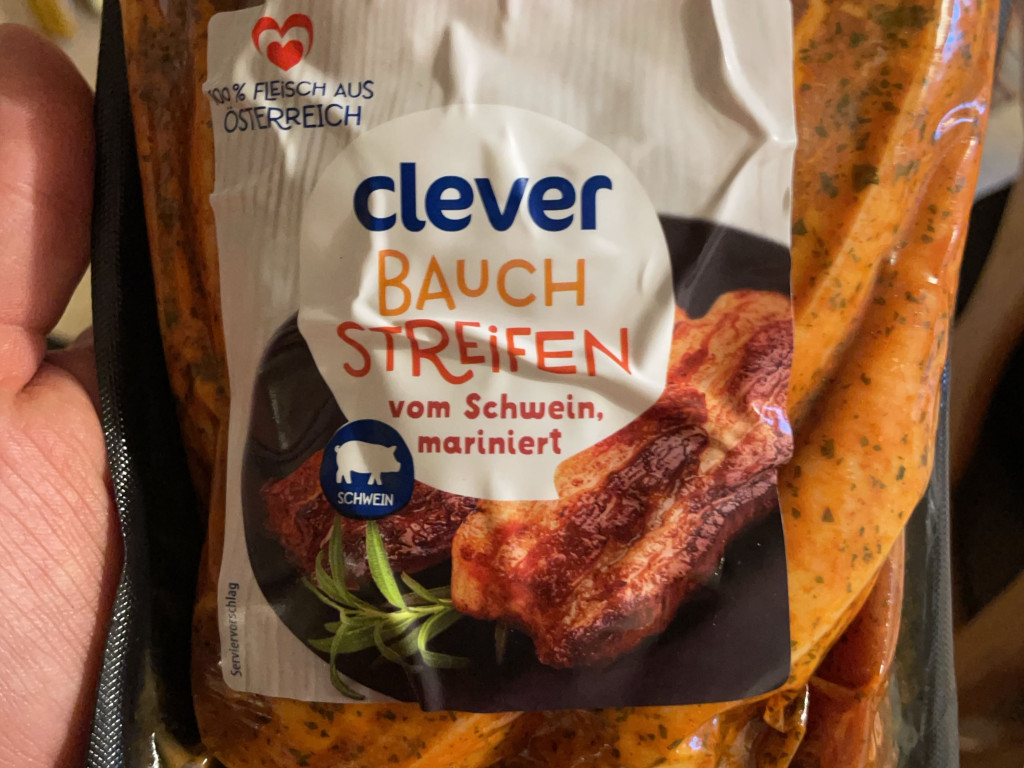 100% FLEISCH AUS
ÖSTERREICH
clever
BAUCH
STREIFEN
vom Schwein,
mariniert
SCHWEIN
Serviervorschlag